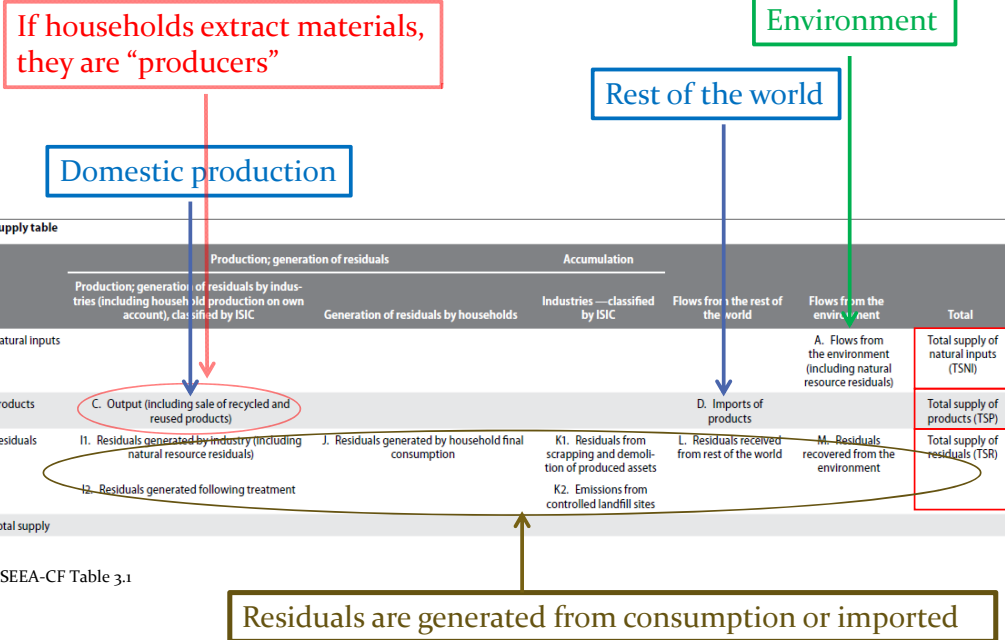 If households extract materials,
they are “producers”
Environment
Rest of the world
Domestic production
upply table
Production; generation of residuals
Accumulation
Production; generation of residuals by indus-
tries (including household production on own
account), classified by ISIC
Generation of residuals by households
Industries —classified
by ISIC
Flows from the rest of
the world
Flows from the
environment
Total
atural inputs
A. Flows from
the environment
(including natural
resource residuals)
Total supply of
natural inputs
(TSNI)
roducts
C. Output (including sale of recycled and
reused products)
D. Imports of
products
Total supply of
products (TSP)
esiduals
I1. Residuals generated by industry (including
natural resource residuals)
J. Residuals generated by household final
consumption
K1. Residuals from
scrapping and demoli-
tion of produced assets
L. Residuals received
from rest of the world
M. Residuals
recovered from the
environment
Total supply of
residuals (TSR)
I2. Residuals generated following treatment
K2. Emissions from
controlled landfill sites
otal supply
SEEA-CF Table 3.1
Residuals are generated from consumption or imported